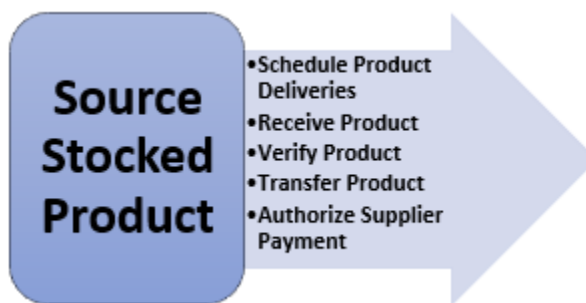 Source
Stocked
Product
•Schedule Product
Deliveries
•Receive Product
•Verify Product
•Transfer Product
•Authorize Supplier
Payment